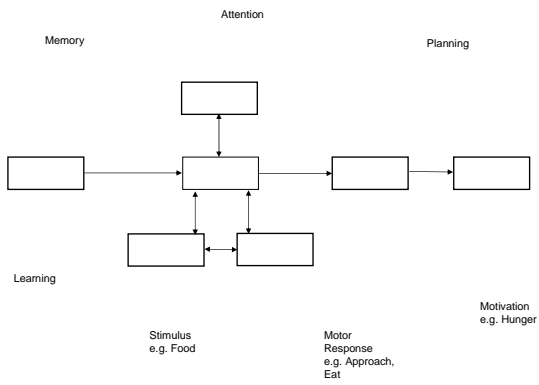 Attention
Memory
Planning
Learning
Motivation
e.g. Hunger
Stimulus
e.g. Food
Motor
Response
e.g. Approach,
Eat